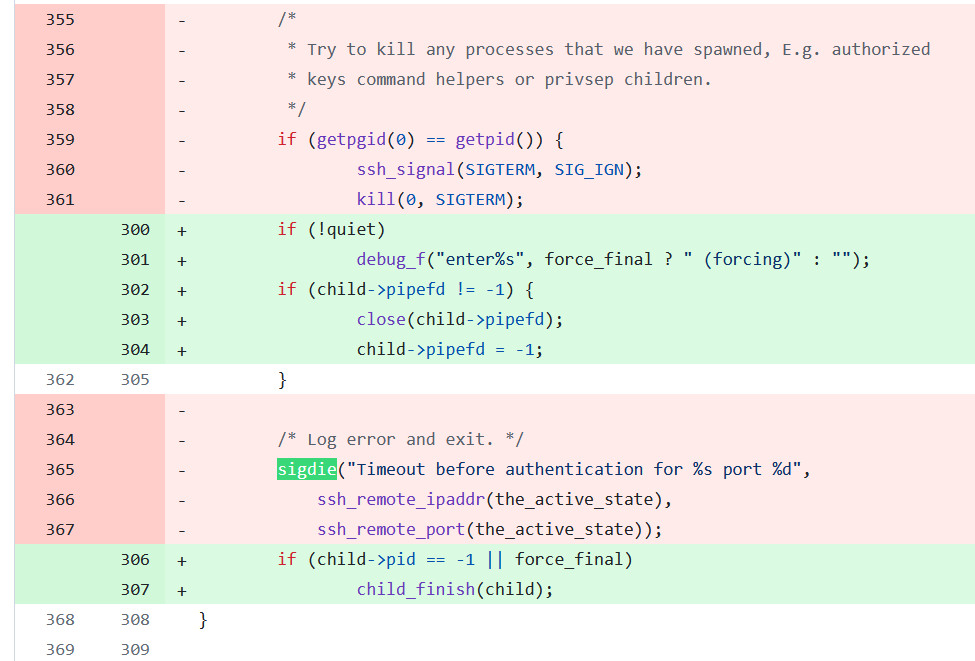 355 - /*
356 - * Try to kill any processes that we have spawned, E.g. authorized
357 - * keys command helpers or privsep children.
358 - */
359 - if (getpgid(0) == getpid()) {
360 - ssh_signal(SIGTERM, SIG_IGN);
361 - kill(0, SIGTERM);
300 + if (!quiet)
301 + debug_f("enter%s", force_final ? " (forcing)" : "");
302 + if (child->pipefd != -1) {
303 + close(child->pipefd);
304 + child->pipefd = -1;
362 305 }
363 -
364 - /* Log error and exit. */
365 - sigdie("Timeout before authentication for %s port %d",
366 - ssh_remote_ipaddr(the_active_state),
367 - ssh_remote_port(the_active_state));
306 + if (child->pid == -1 || force_final)
307 + child_finish(child);
368 308 }
369 309